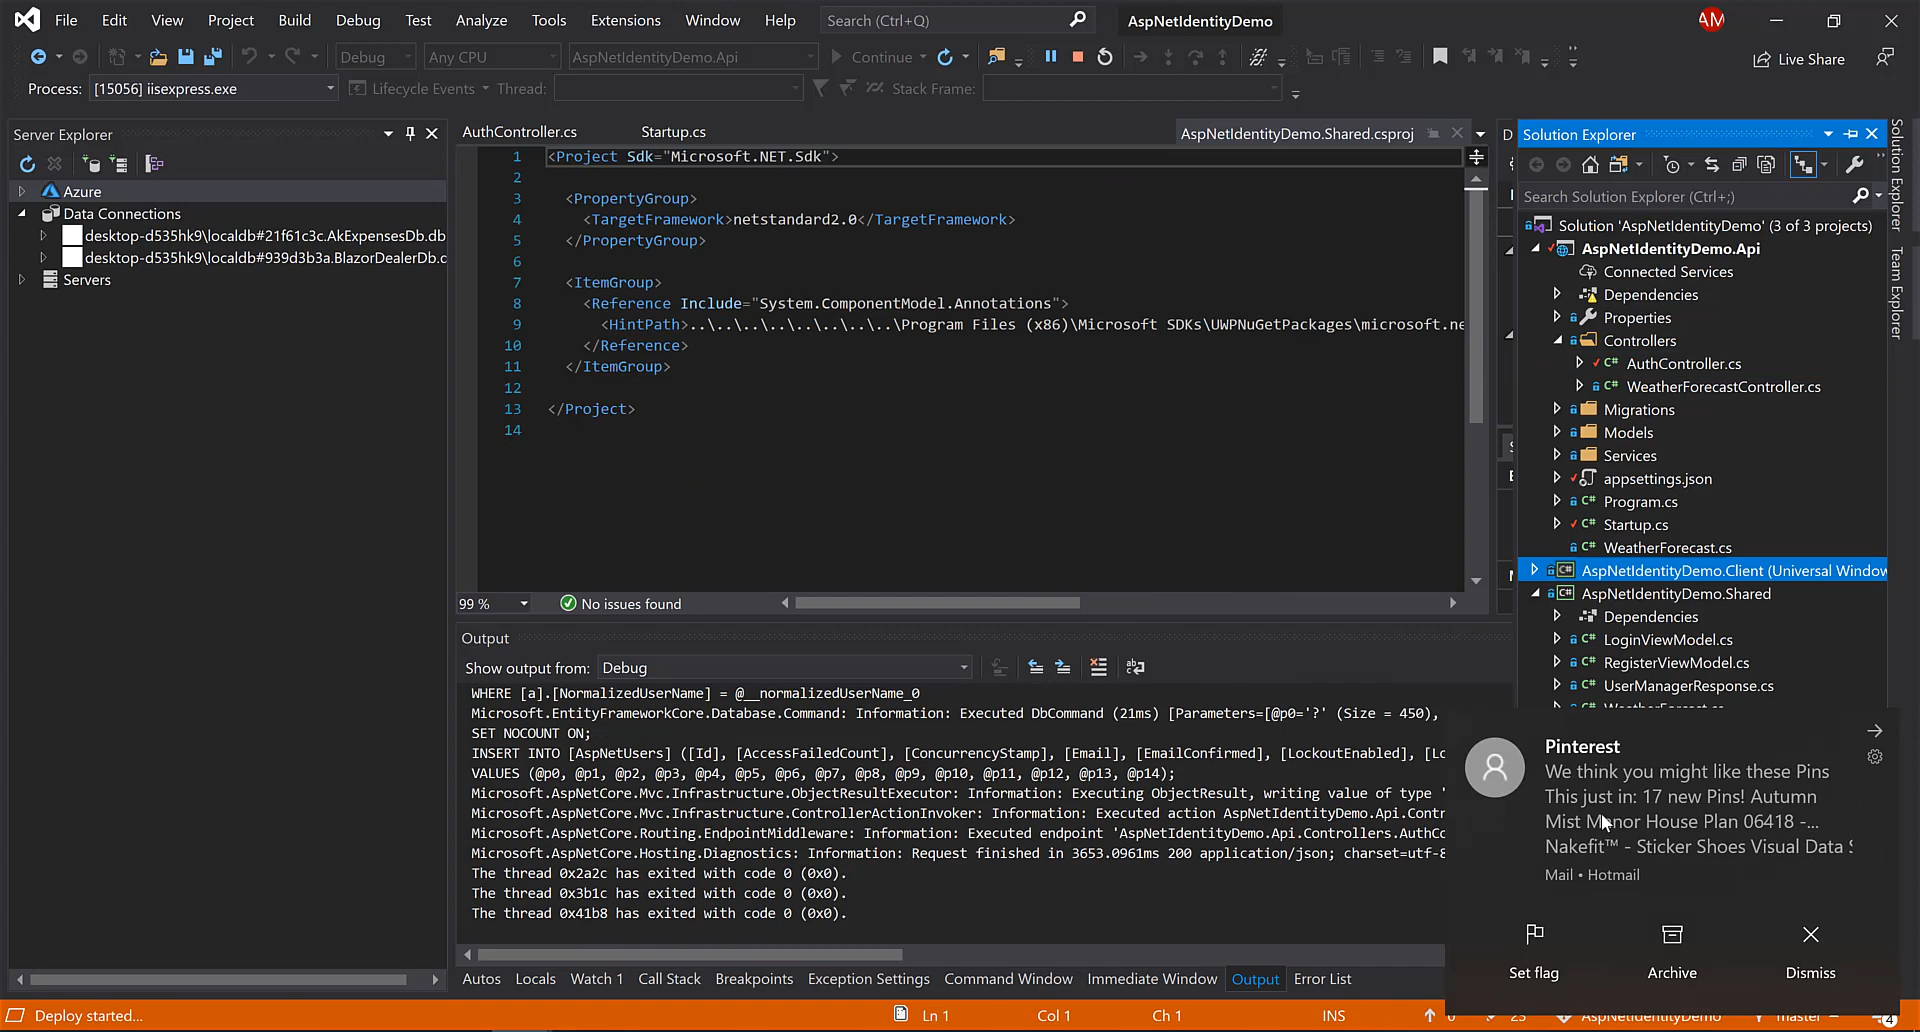 File Edit View Project Build Debug Test Analyze Tools Extensions Window Help Search (Ctrl+Q) AspNetIdentityDemo AM
Debug Any CPU AspNetIdentityDemo.Api Continue Live Share
Process: [15056] iisexpress.exe Lifecycle Events Thread: Stack Frame:
Server Explorer
Azure
Data Connections
desktop-d535hk9\localdb#21f61c3c.AkExpensesDb.db
desktop-d535hk9\localdb#939d3b3a.BlazorDealerDb.d
Servers
AuthController.cs Startup.cs AspNetIdentityDemo.Shared.csproj
1 <Project Sdk="Microsoft.NET.Sdk">
2
3 <PropertyGroup>
4 <TargetFramework>netstandard2.0</TargetFramework>
5 </PropertyGroup>
6
7 <ItemGroup>
8 <Reference Include="System.ComponentModel.Annotations">
9 <HintPath>..\..\..\..\..\..\..\Program Files (x86)\Microsoft SDKs\UWPNuGetPackages\microsoft.ne
10 </Reference>
11 </ItemGroup>
12
13 </Project>
14
99 % No issues found
Output
Show output from: Debug
WHERE [a].[NormalizedUserName] = @__normalizedUserName_0
Microsoft.EntityFrameworkCore.Database.Command: Information: Executed DbCommand (21ms) [Parameters=[@p0='?' (Size = 450),
SET NOCOUNT ON;
INSERT INTO [AspNetUsers] ([Id], [AccessFailedCount], [ConcurrencyStamp], [Email], [EmailConfirmed], [LockoutEnabled], [Lo
VALUES (@p0, @p1, @p2, @p3, @p4, @p5, @p6, @p7, @p8, @p9, @p10, @p11, @p12, @p13, @p14);
Microsoft.AspNetCore.Mvc.Infrastructure.ObjectResultExecutor: Information: Executing ObjectResult, writing value of type '
Microsoft.AspNetCore.Mvc.Infrastructure.ControllerActionInvoker: Information: Executed action AspNetIdentityDemo.Api.Contr
Microsoft.AspNetCore.Routing.EndpointMiddleware: Information: Executed endpoint 'AspNetIdentityDemo.Api.Controllers.AuthCo
Microsoft.AspNetCore.Hosting.Diagnostics: Information: Request finished in 3653.0961ms 200 application/json; charset=utf-8
The thread 0x2a2c has exited with code 0 (0x0).
The thread 0x3b1c has exited with code 0 (0x0).
The thread 0x41b8 has exited with code 0 (0x0).
Autos Locals Watch 1 Call Stack Breakpoints Exception Settings Command Window Immediate Window Output Error List
Solution Explorer
Search Solution Explorer (Ctrl+;)
Solution 'AspNetIdentityDemo' (3 of 3 projects)
AspNetIdentityDemo.Api
Connected Services
Dependencies
Properties
Controllers
AuthController.cs
WeatherForecastController.cs
Migrations
Models
Services
appsettings.json
Program.cs
Startup.cs
WeatherForecast.cs
AspNetIdentityDemo.Client (Universal Window
AspNetIdentityDemo.Shared
Dependencies
LoginViewModel.cs
RegisterViewModel.cs
UserManagerResponse.cs
Solution Explorer
Team Explorer
Pinterest
We think you might like these Pins
This just in: 17 new Pins! Autumn
Mist Manor House Plan 06418 -...
Nakefit™ - Sticker Shoes Visual Data
Mail • Hotmail
Set flag Archive Dismiss
Deploy started... Ln 1 Col 1 Ch 1 INS AspNetIdentityDemo master 4